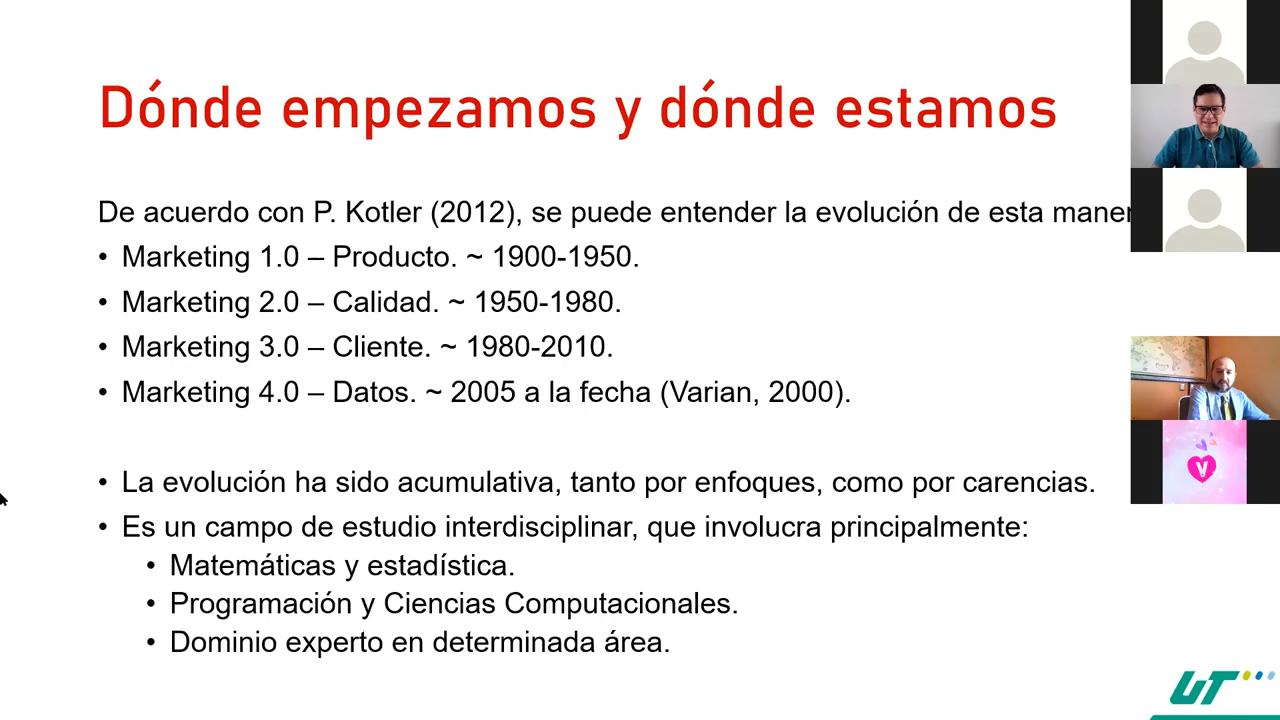 Dónde empezamos y dónde estamos
De acuerdo con P. Kotler (2012), se puede entender la evolución de esta maner
• Marketing 1.0 – Producto. ~ 1900-1950.
• Marketing 2.0 – Calidad. ~ 1950-1980.
• Marketing 3.0 – Cliente. ~ 1980-2010.
• Marketing 4.0 – Datos. ~ 2005 a la fecha (Varian, 2000).
• La evolución ha sido acumulativa, tanto por enfoques, como por carencias.
• Es un campo de estudio interdisciplinar, que involucra principalmente:
• Matemáticas y estadística.
• Programación y Ciencias Computacionales.
• Dominio experto en determinada área.
V
UT